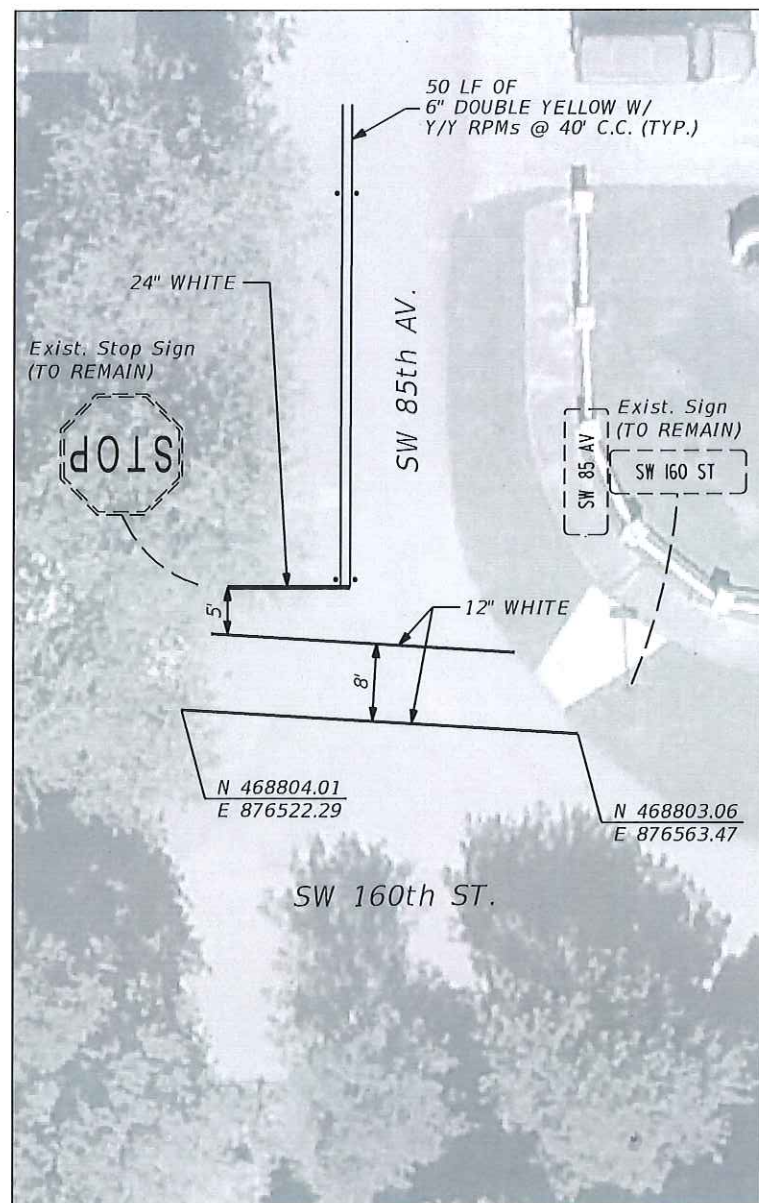 50 LF OF
6" DOUBLE YELLOW W/
Y/Y RPMs @ 40' C.C. (TYP.)
24" WHITE
Exist. Stop Sign
(TO REMAIN)
STOP
SW 85th AV.
Exist. Sign
(TO REMAIN)
SW 85 AV
SW 160 ST
5'
12" WHITE
8'
N 468804.01
E 876522.29
N 468803.06
E 876563.47
SW 160th ST.